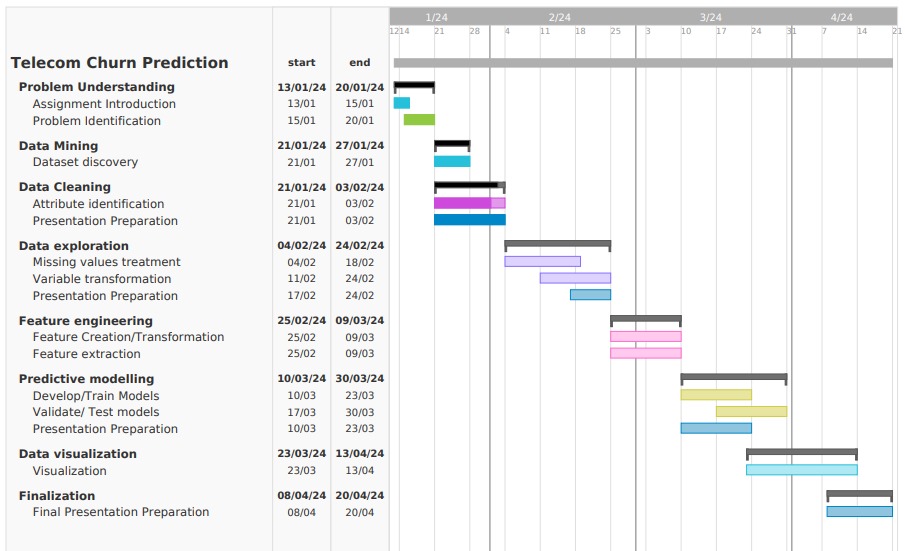 1/24 2/24 3/24 4/24
12 14 21 28 4 11 18 25 3 10 17 24 31 7 14 21
Telecom Churn Prediction start end
Problem Understanding 13/01/24 20/01/24
Assignment Introduction 13/01 15/01
Problem Identification 15/01 20/01
Data Mining 21/01/24 27/01/24
Dataset discovery 21/01 27/01
Data Cleaning 21/01/24 03/02/24
Attribute identification 21/01 03/02
Presentation Preparation 21/01 03/02
Data exploration 04/02/24 24/02/24
Missing values treatment 04/02 18/02
Variable transformation 11/02 24/02
Presentation Preparation 17/02 24/02
Feature engineering 25/02/24 09/03/24
Feature Creation/Transformation 25/02 09/03
Feature extraction 25/02 09/03
Predictive modelling 10/03/24 30/03/24
Develop/Train Models 10/03 23/03
Validate/ Test models 17/03 30/03
Presentation Preparation 10/03 23/03
Data visualization 23/03/24 13/04/24
Visualization 23/03 13/04
Finalization 08/04/24 20/04/24
Final Presentation Preparation 08/04 20/04